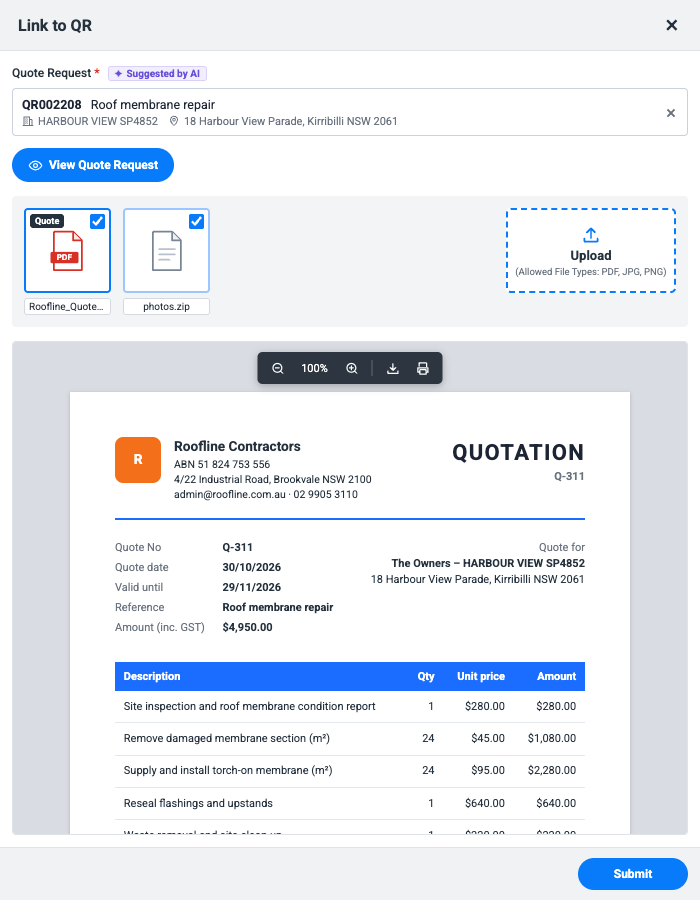 Link to QR
Quote Request *
Suggested by AI
QR002208 Roof membrane repair
HARBOUR VIEW SP4852 18 Harbour View Parade, Kirribilli NSW 2061
View Quote Request
Quote
PDF
Roofline_Quote...
photos.zip
Upload
(Allowed File Types: PDF, JPG, PNG)
100%
R
Roofline Contractors
ABN 51 824 753 556
4/22 Industrial Road, Brookvale NSW 2100
admin@roofline.com.au · 02 9905 3110
QUOTATION
Q-311
Quote No Q-311
Quote date 30/10/2026
Valid until 29/11/2026
Reference Roof membrane repair
Amount (inc. GST) $4,950.00
Quote for
The Owners – HARBOUR VIEW SP4852
18 Harbour View Parade, Kirribilli NSW 2061
Description Qty Unit price Amount
Site inspection and roof membrane condition report 1 $280.00 $280.00
Remove damaged membrane section (m²) 24 $45.00 $1,080.00
Supply and install torch-on membrane (m²) 24 $95.00 $2,280.00
Reseal flashings and upstands 1 $640.00 $640.00
Submit